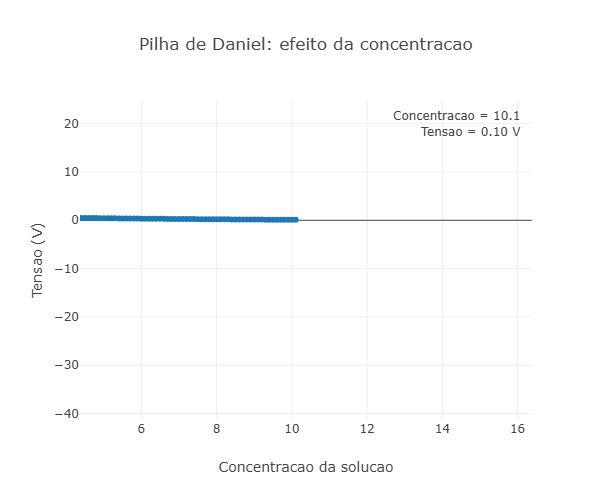 Pilha de Daniel: efeito da concentracao
Concentracao = 10.1
Tensao = 0.10 V
20
10
0
−10
−20
−30
−40
Tensao (V)
6
8
10
12
14
16
Concentracao da solucao